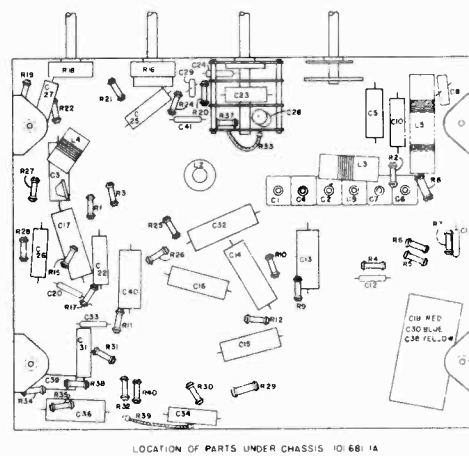 R18
R16
C24
C29
C23
C26
R19
C27
R22
R21
C25
R24
R20
C41
R37
R33
C5
C10
L5
C8
L4
C3
L2
L3
R2
R8
R27
R1
R3
C1
C4
C2
C9
C7
C6
R28
C26
C17
R15
C22
R25
R26
C32
C14
R10
C13
R6
R5
R7
R4
C12
C20
R17
C40
C16
R9
C33
R11
R12
C18 RED
C30 BLUE
C38 YELLOW
C31
R31
C15
C39
R38
R34
R35
C36
R32
R40
R39
R30
R29
C34
LOCATION OF PARTS UNDER CHASSIS 101681 1A